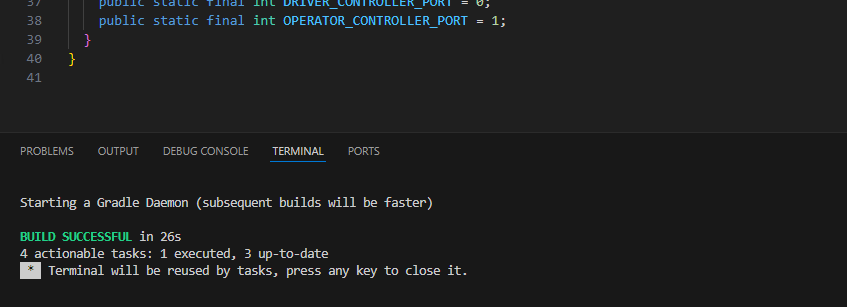 37 public static final int DRIVER_CONTROLLER_PORT = 0;
38 public static final int OPERATOR_CONTROLLER_PORT = 1;
39 }
40 }
41
PROBLEMS OUTPUT DEBUG CONSOLE TERMINAL PORTS
Starting a Gradle Daemon (subsequent builds will be faster)
BUILD SUCCESSFUL in 26s
4 actionable tasks: 1 executed, 3 up-to-date
* Terminal will be reused by tasks, press any key to close it.